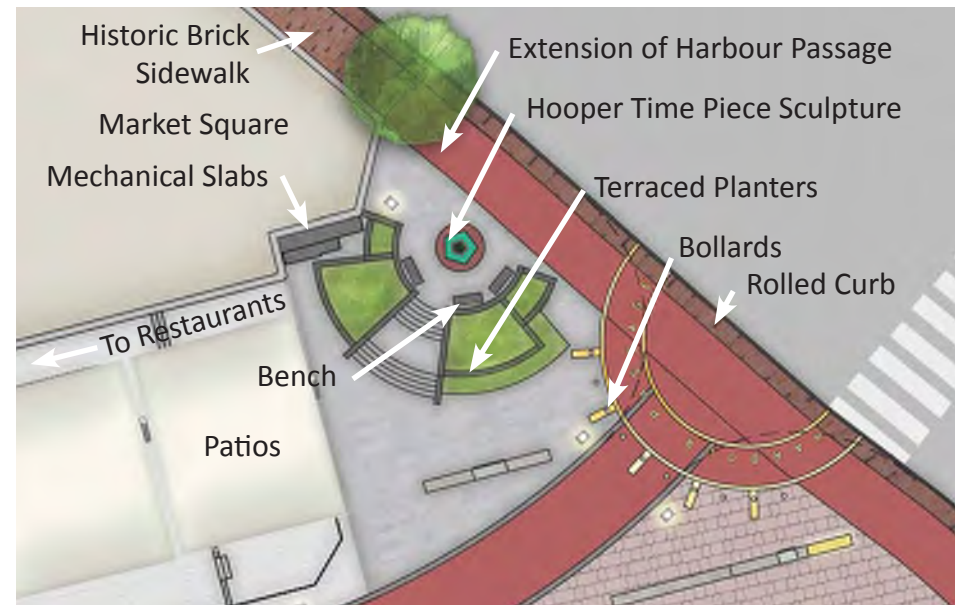 Historic Brick
Sidewalk
Extension of Harbour Passage
Hooper Time Piece Sculpture
Market Square
Mechanical Slabs
Terraced Planters
Bollards
Rolled Curb
To Restaurants
Bench
Patios